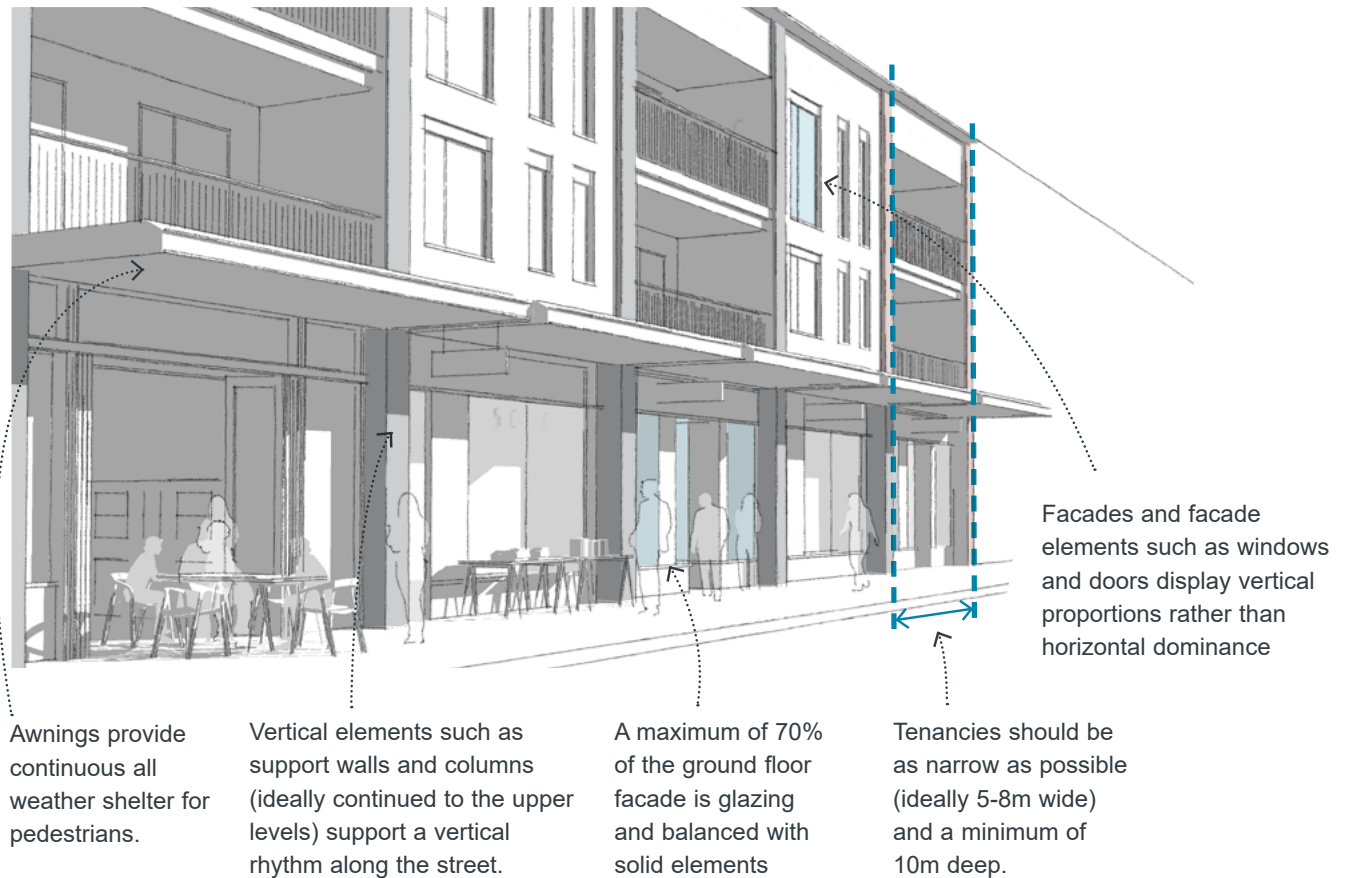 Facades and facade
elements such as windows
and doors display vertical
proportions rather than
horizontal dominance
Awnings provide
continuous all
weather shelter for
pedestrians.
Vertical elements such as
support walls and columns
(ideally continued to the upper
levels) support a vertical
rhythm along the street.
A maximum of 70%
of the ground floor
facade is glazing
and balanced with
solid elements
Tenancies should be
as narrow as possible
(ideally 5-8m wide)
and a minimum of
10m deep.